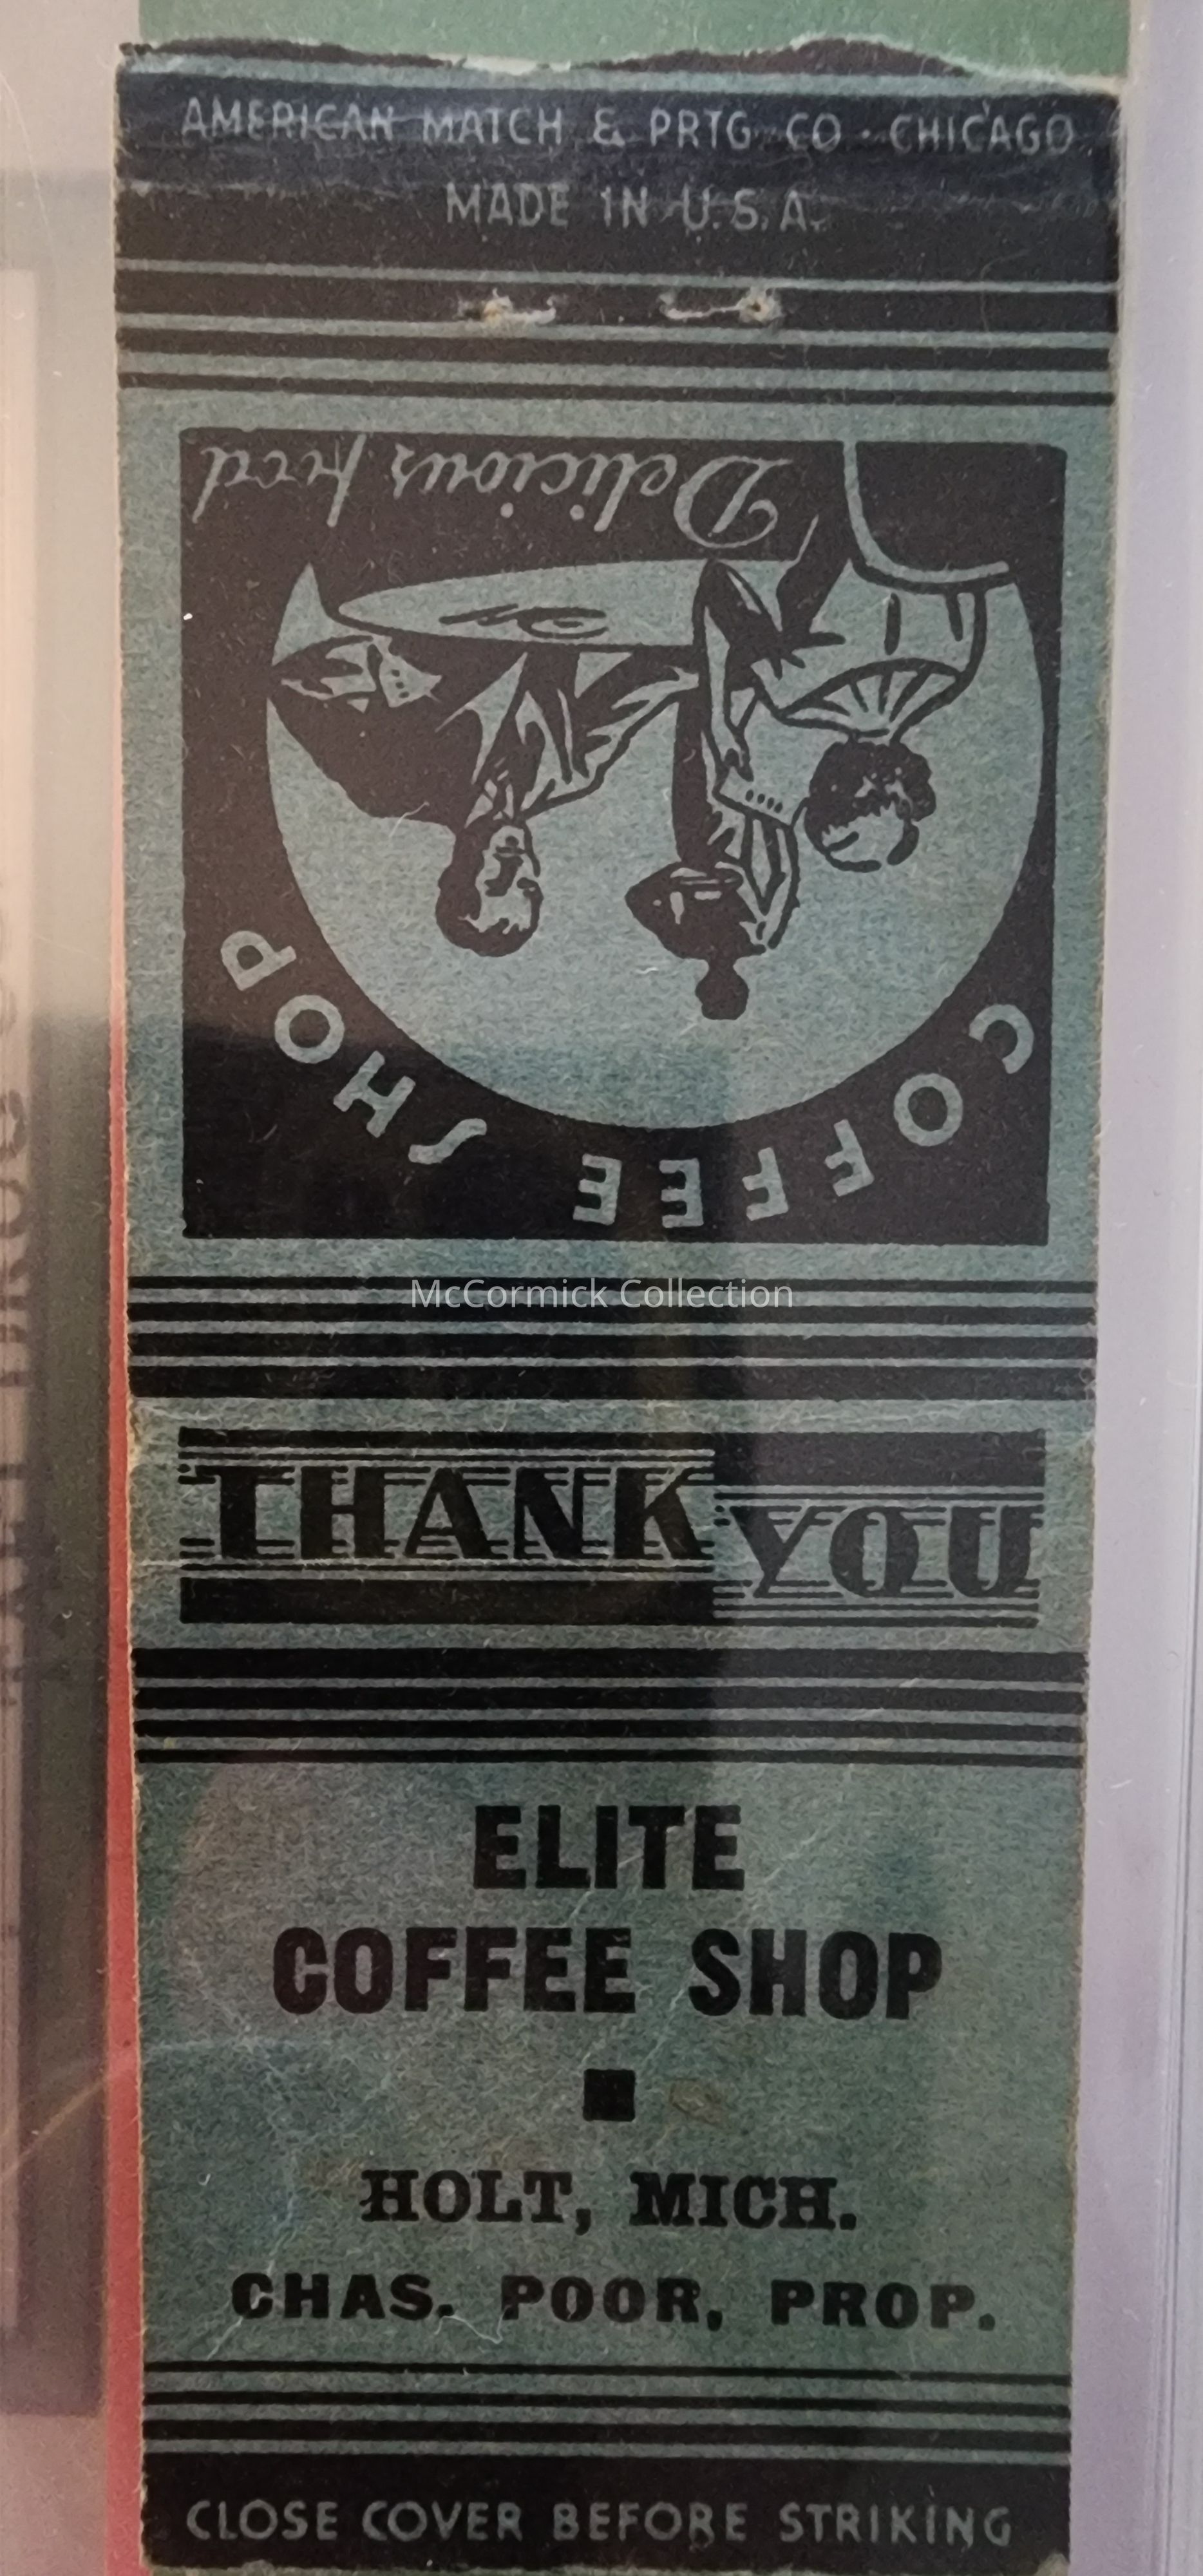 AMERICAN MATCH & PRTG CO · CHICAGO
MADE IN U.S.A.
Delicious food
COFFEE SHOP
McCormick Collection
THANK YOU
ELITE
COFFEE SHOP
HOLT, MICH.
CHAS. POOR, PROP.
CLOSE COVER BEFORE STRIKING